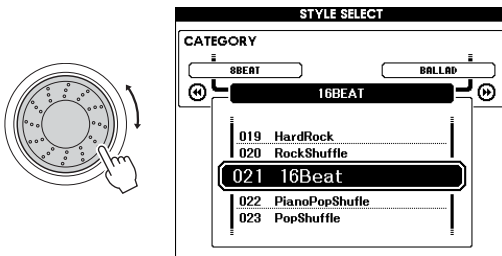 STYLE SELECT
CATEGORY
8BEAT BALLAD
16BEAT
019 HardRock
020 RockShuffle
021 16Beat
022 PianoPopShufle
023 PopShuffle